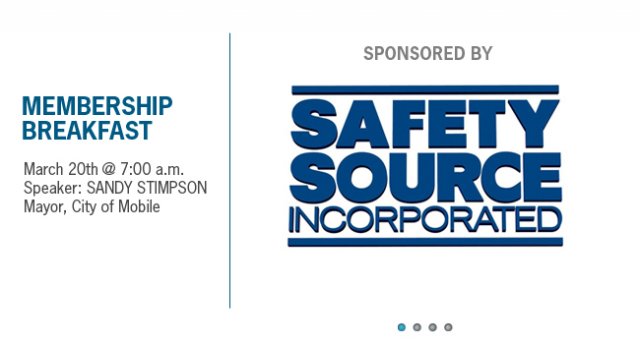 MEMBERSHIP
BREAKFAST
March 20th @ 7:00 a.m.
Speaker: SANDY STIMPSON
Mayor, City of Mobile
SPONSORED BY
SAFETY
SOURCE
INCORPORATED